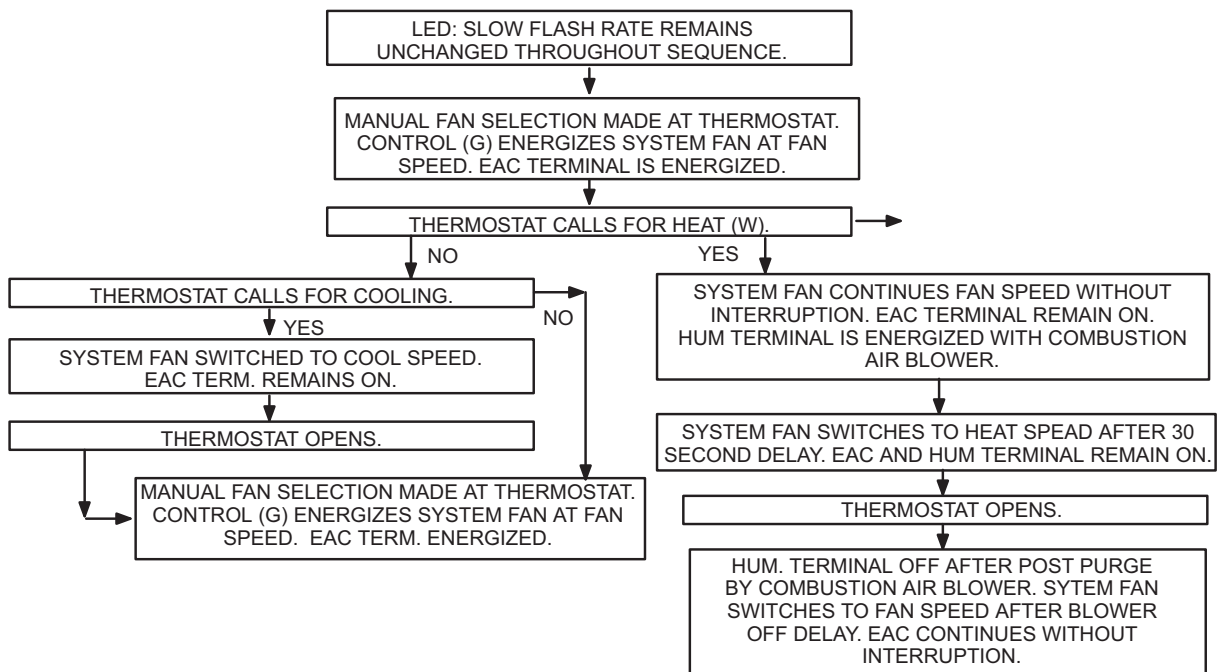 LED: SLOW FLASH RATE REMAINS
UNCHANGED THROUGHOUT SEQUENCE.
MANUAL FAN SELECTION MADE AT THERMOSTAT.
CONTROL (G) ENERGIZES SYSTEM FAN AT FAN
SPEED. EAC TERMINAL IS ENERGIZED.
THERMOSTAT CALLS FOR HEAT (W).
NO
YES
THERMOSTAT CALLS FOR COOLING.
NO
YES
SYSTEM FAN SWITCHED TO COOL SPEED.
EAC TERM. REMAINS ON.
THERMOSTAT OPENS.
MANUAL FAN SELECTION MADE AT THERMOSTAT.
CONTROL (G) ENERGIZES SYSTEM FAN AT FAN
SPEED. EAC TERM. ENERGIZED.
SYSTEM FAN CONTINUES FAN SPEED WITHOUT
INTERRUPTION. EAC TERMINAL REMAIN ON.
HUM TERMINAL IS ENERGIZED WITH COMBUSTION
AIR BLOWER.
SYSTEM FAN SWITCHES TO HEAT SPEAD AFTER 30
SECOND DELAY. EAC AND HUM TERMINAL REMAIN ON.
THERMOSTAT OPENS.
HUM. TERMINAL OFF AFTER POST PURGE
BY COMBUSTION AIR BLOWER. SYTEM FAN
SWITCHES TO FAN SPEED AFTER BLOWER
OFF DELAY. EAC CONTINUES WITHOUT
INTERRUPTION.